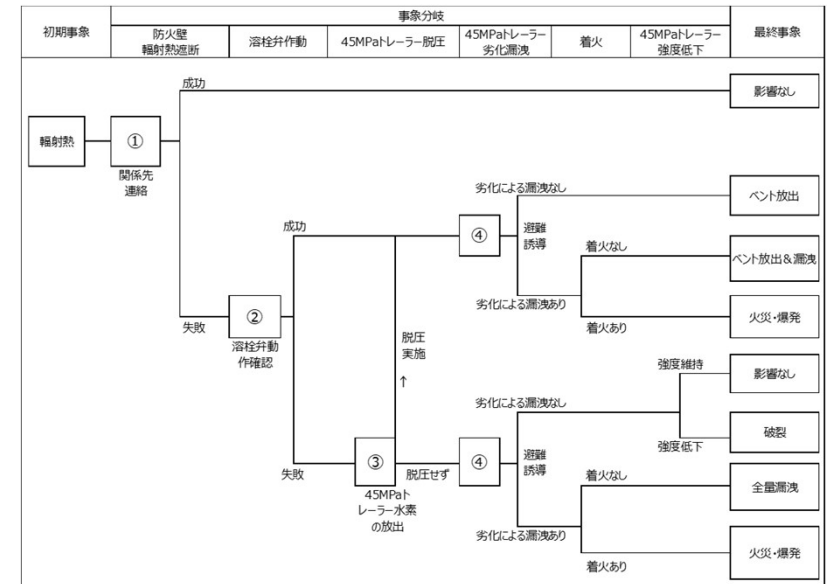 初期事象
事象分岐
最終事象
防火壁
輻射熱遮断
溶栓弁作動
45MPaトレーラー脱圧
45MPaトレーラー
劣化漏洩
着火
45MPaトレーラー
強度低下
成功
影響なし
輻射熱
①
関係先
連絡
劣化による漏洩なし
ベント放出
成功
④
避難
誘導
着火なし
ベント放出&漏洩
劣化による漏洩あり
失敗
②
溶栓弁動
作確認
着火あり
火災・爆発
脱圧
実施
↑
強度維持
影響なし
劣化による漏洩なし
強度低下
破裂
失敗
③
脱圧せず
④
避難
誘導
着火なし
全量漏洩
45MPaト
レーラー水素
の放出
劣化による漏洩あり
着火あり
火災・爆発